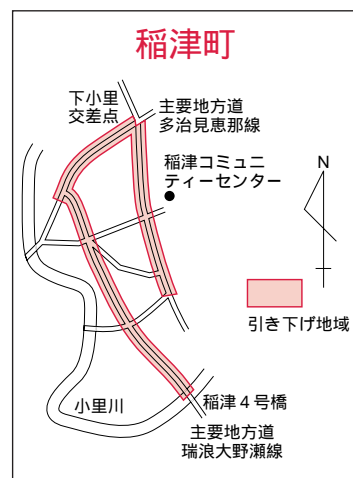 稲津町
下小里
交差点
主要地方道
多治見恵那線
稲津コミュニ
ティーセンター
N
引き下げ地域
小里川
稲津4号橋
主要地方道
瑞浪大野瀬線